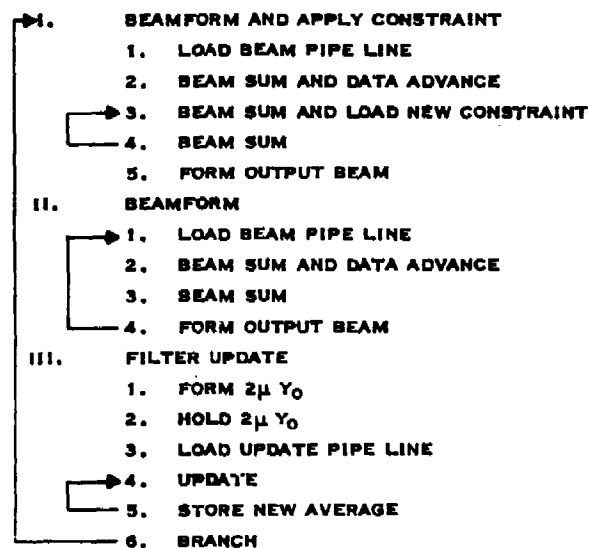 I. BEAMFORM AND APPLY CONSTRAINT
1. LOAD BEAM PIPE LINE
2. BEAM SUM AND DATA ADVANCE
3. BEAM SUM AND LOAD NEW CONSTRAINT
4. BEAM SUM
5. FORM OUTPUT BEAM
II. BEAMFORM
1. LOAD BEAM PIPE LINE
2. BEAM SUM AND DATA ADVANCE
3. BEAM SUM
4. FORM OUTPUT BEAM
III. FILTER UPDATE
1. FORM 2μ Y₀
2. HOLD 2μ Y₀
3. LOAD UPDATE PIPE LINE
4. UPDATE
5. STORE NEW AVERAGE
6. BRANCH